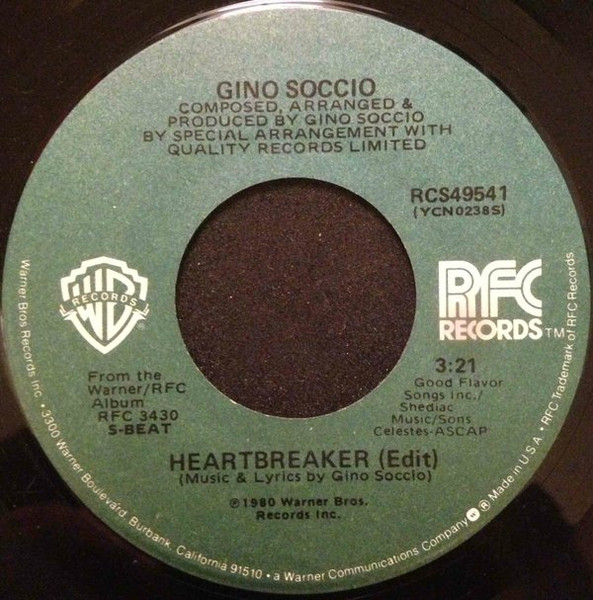 GINO SOCCIO
COMPOSED, ARRANGED &
PRODUCED BY GINO SOCCIO
BY SPECIAL ARRANGEMENT WITH
QUALITY RECORDS LIMITED
RCS49541
(YCN0238S)
W B
RECORDS
®
RFC
RECORDS TM
From the
Warner/RFC
Album
RFC 3430
S-BEAT
3:21
Good Flavor
Songs Inc./
Shediac
Music/Sons
Celestes-ASCAP
HEARTBREAKER (Edit)
(Music & Lyrics by Gino Soccio)
℗1980 Warner Bros.
Records Inc.
Warner Bros Records Inc. • 3300 Warner Boulevard, Burbank, California 91510 • a Warner Communications Company W ® Made in U.S.A. • RFC Trademark of RFC Records